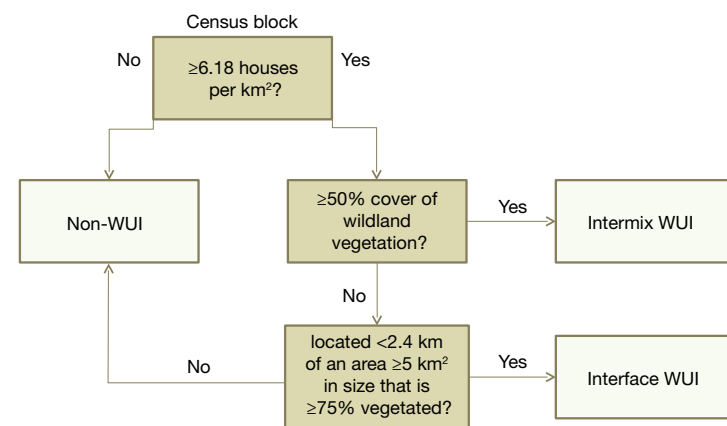 Census block
No
Yes
≥6.18 houses
per km²?
Non-WUI
≥50% cover of
wildland
vegetation?
Yes
Intermix WUI
No
located <2.4 km
of an area ≥5 km²
in size that is
≥75% vegetated?
No
Yes
Interface WUI